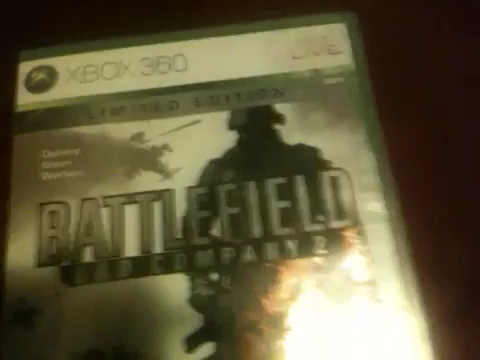 XBOX 360
LIVE
LIMITED EDITION
BATTLEFIELD
BAD COMPANY 2